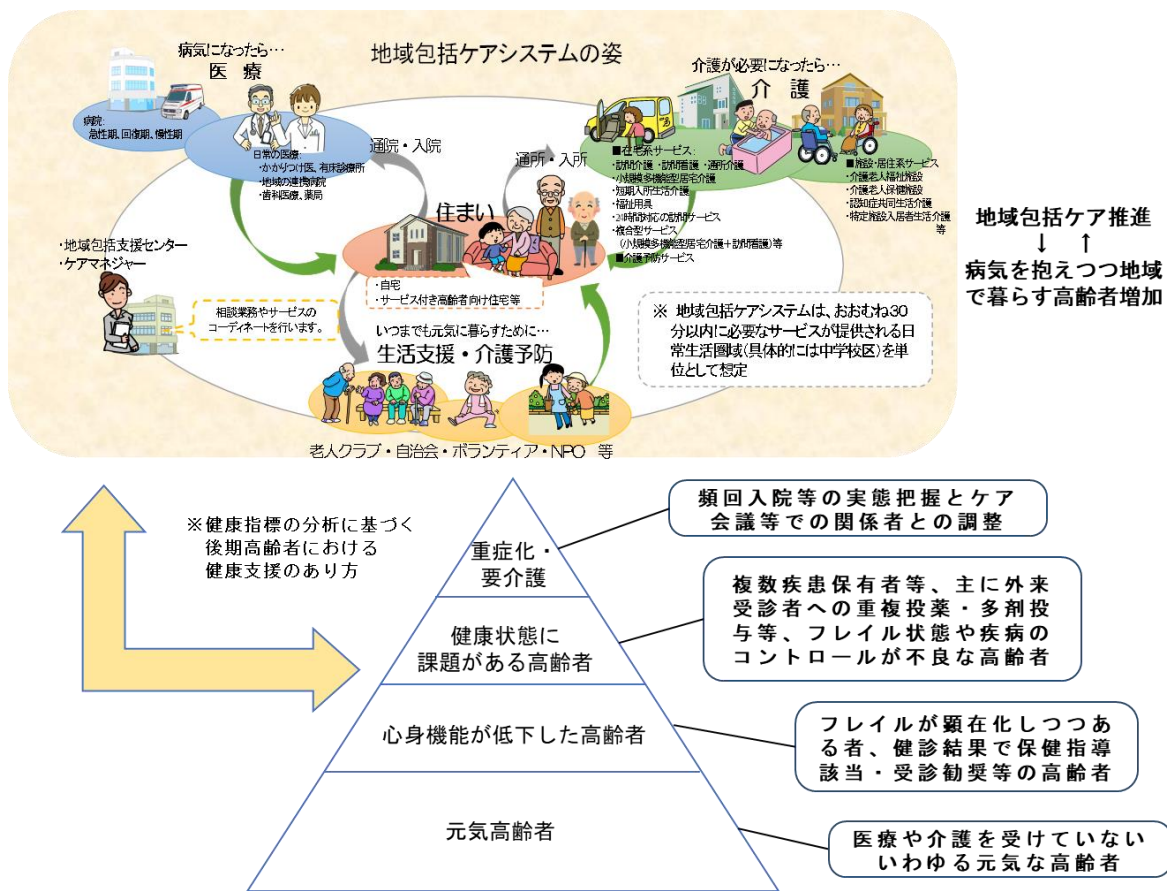 地域包括ケアシステムの姿
病気になったら…
医 療
病院:
急性期、回復期、慢性期
日常の医療:
・かかりつけ医、有床診療所
・地域の連携病院
・歯科医療、薬局
通院・入院
通所・入所
介護が必要になったら…
介 護
■在宅系サービス:
・訪問介護 ・訪問看護 ・通所介護
・小規模多機能型居宅介護
・短期入所生活介護
・福祉用具
・24時間対応の訪問サービス
・複合型サービス
(小規模多機能型居宅介護+訪問看護)等
■介護予防サービス
■施設・居住系サービス
・介護老人福祉施設
・介護老人保健施設
・認知症共同生活介護
・特定施設入居者生活介護
等
住まい
・自宅
・サービス付き高齢者向け住宅等
・地域包括支援センター
・ケアマネジャー
相談業務やサービスの
コーディネートを行います。
いつまでも元気に暮らすために…
生活支援・介護予防
老人クラブ・自治会・ボランティア・NPO 等
※ 地域包括ケアシステムは、おおむね30
分以内に必要なサービスが提供される日
常生活圏域(具体的には中学校区)を単
位として想定
地域包括ケア推進
↓ ↑
病気を抱えつつ地域
で暮らす高齢者増加
※健康指標の分析に基づく
後期高齢者における
健康支援のあり方
重症化・
要介護
健康状態に
課題がある高齢者
心身機能が低下した高齢者
元気高齢者
頻回入院等の実態把握とケア
会議等での関係者との調整
複数疾患保有者等、主に外来
受診者への重複投薬・多剤投
与等、フレイル状態や疾病の
コントロールが不良な高齢者
フレイルが顕在化しつつあ
る者、健診結果で保健指導
該当・受診勧奨等の高齢者
医療や介護を受けていない
いわゆる元気な高齢者